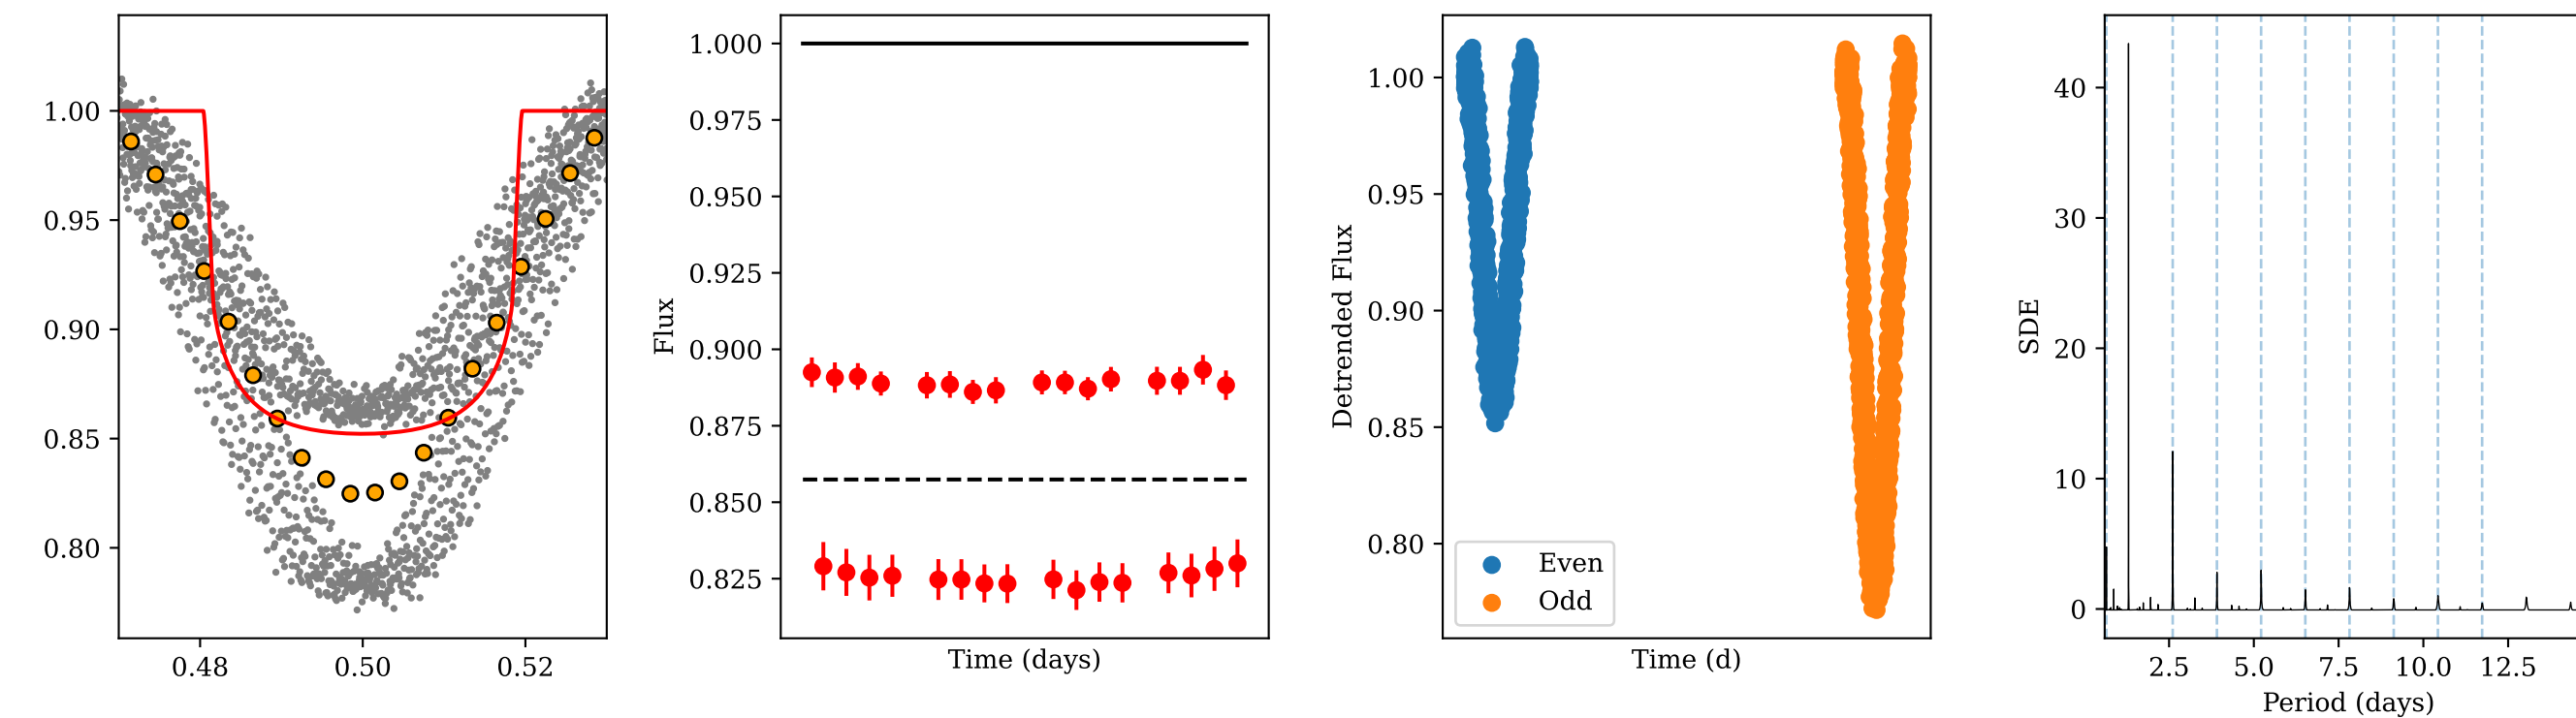 1.00
0.95
0.90
0.85
0.80
0.48 0.50 0.52
Flux
1.000
0.975
0.950
0.925
0.900
0.875
0.850
0.825
Time (days)
Detrended Flux
1.00
0.95
0.90
0.85
0.80
Even
Odd
Time (d)
SDE
40
30
20
10
0
2.5 5.0 7.5 10.0 12.5
Period (days)